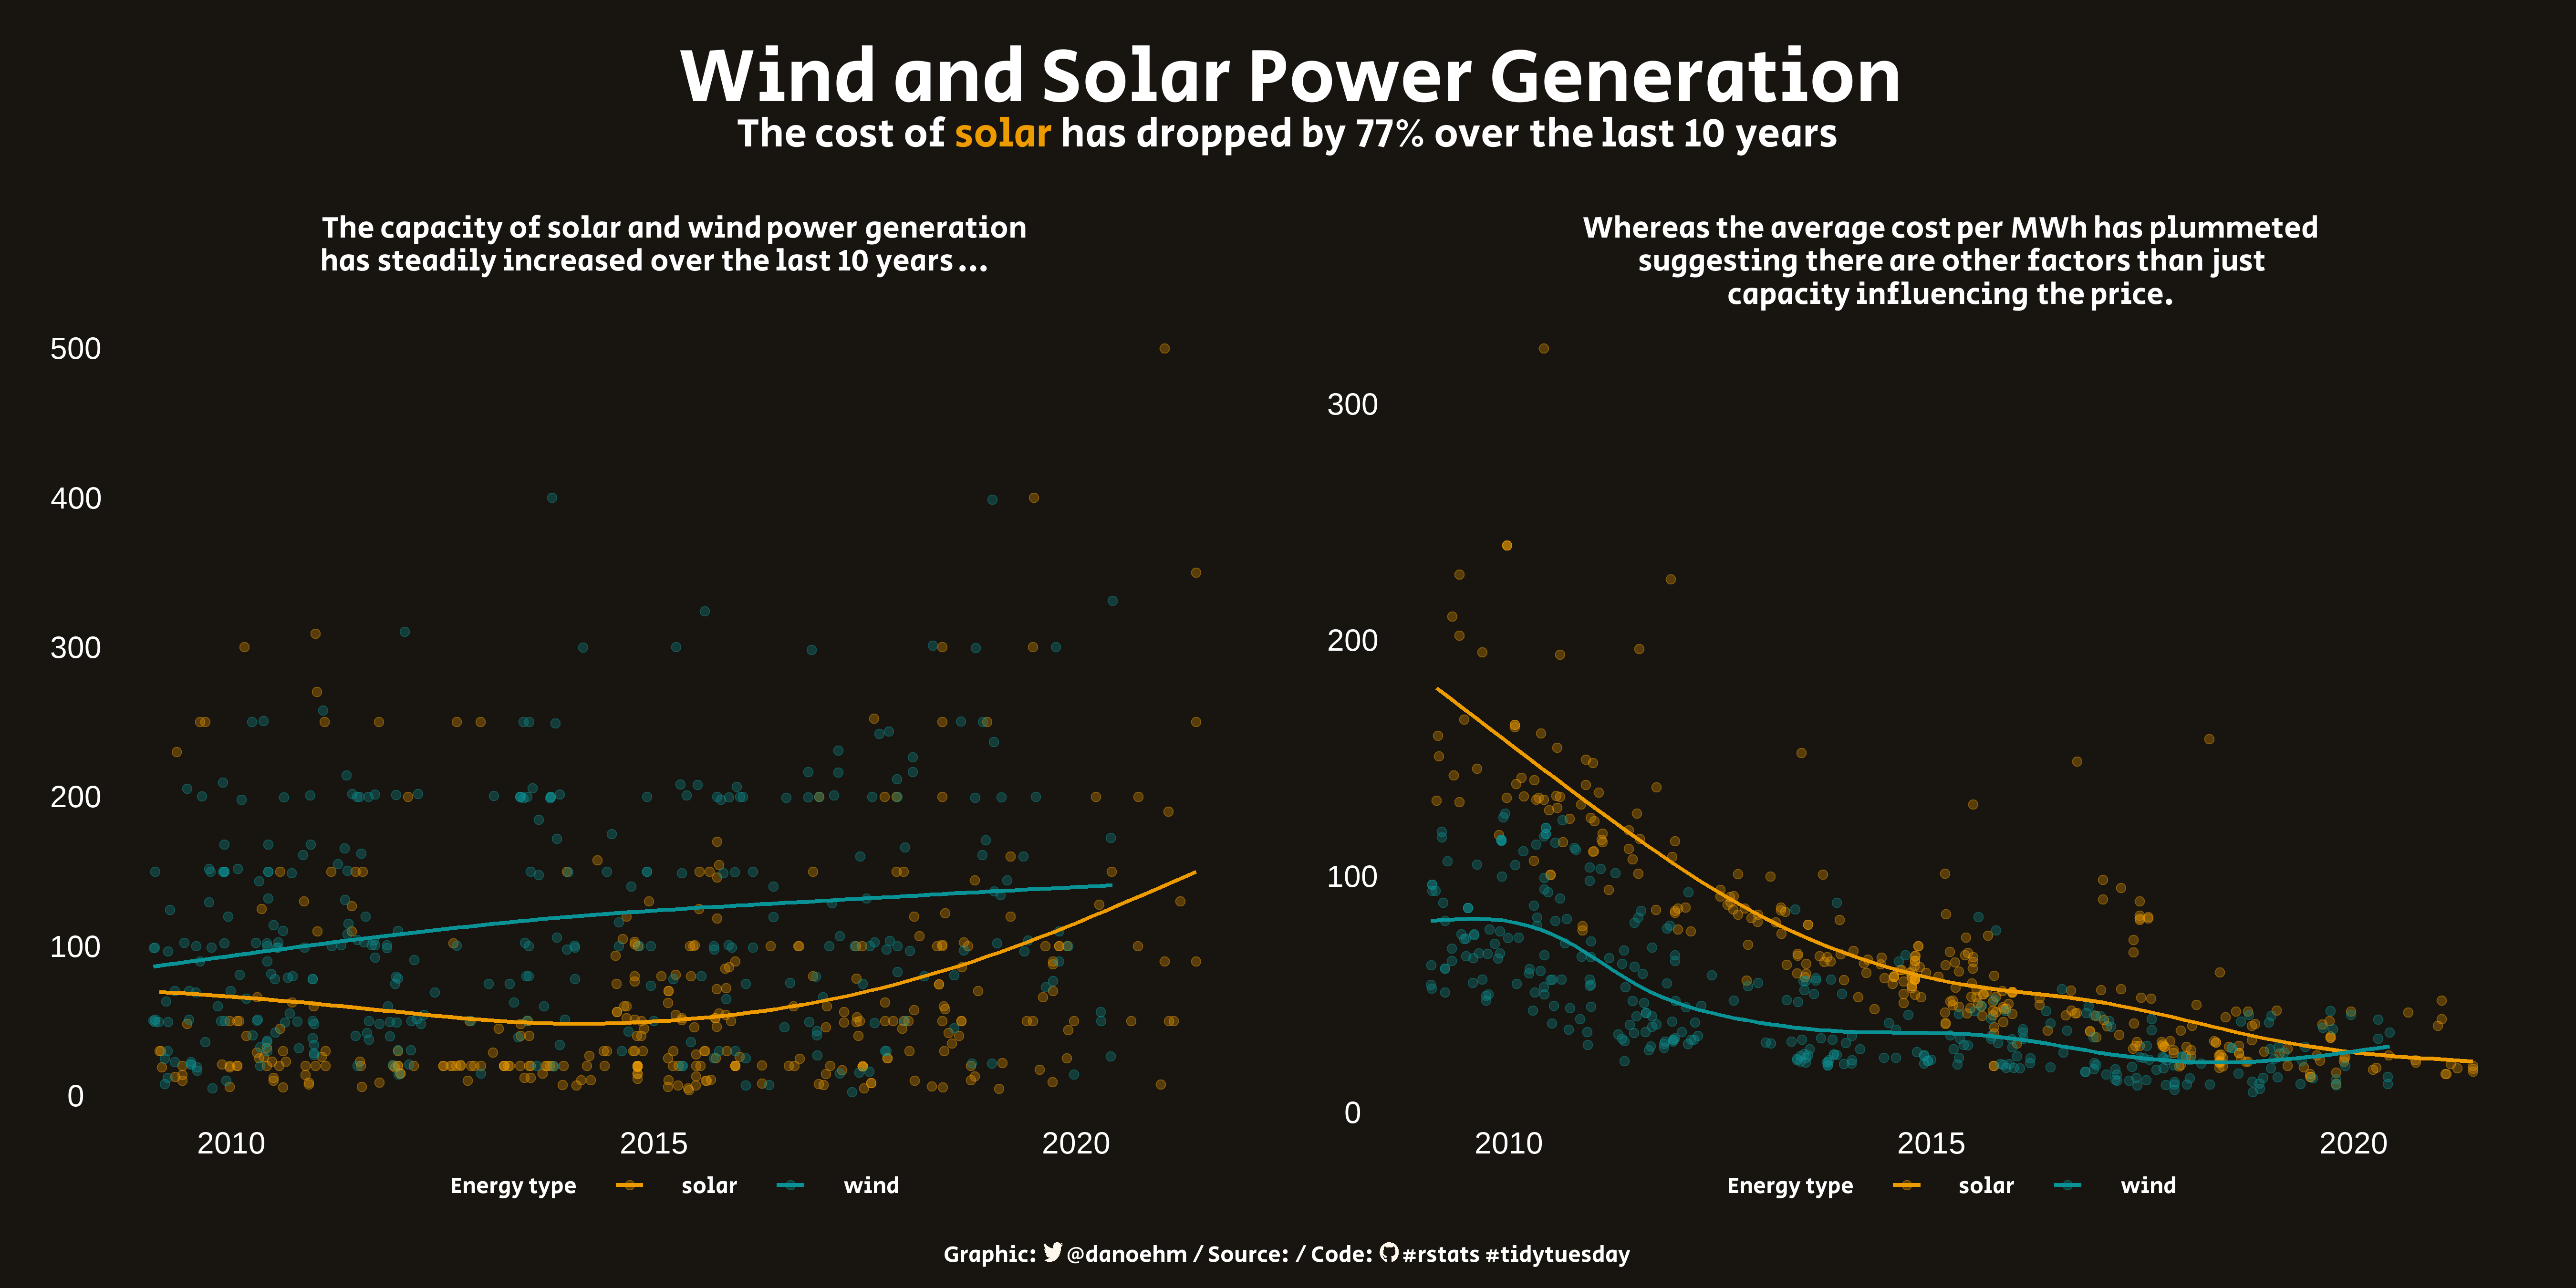 Wind and Solar Power Generation
The cost of solar has dropped by 77% over the last 10 years
The capacity of solar and wind power generation
has steadily increased over the last 10 years...
500
400
300
200
100
0
2010 2015 2020
Energy type solar wind
Whereas the average cost per MWh has plummeted
suggesting there are other factors than just
capacity influencing the price.
300
200
100
0
2010 2015 2020
Energy type solar wind
Graphic: @danoehm / Source: / Code: #rstats #tidytuesday